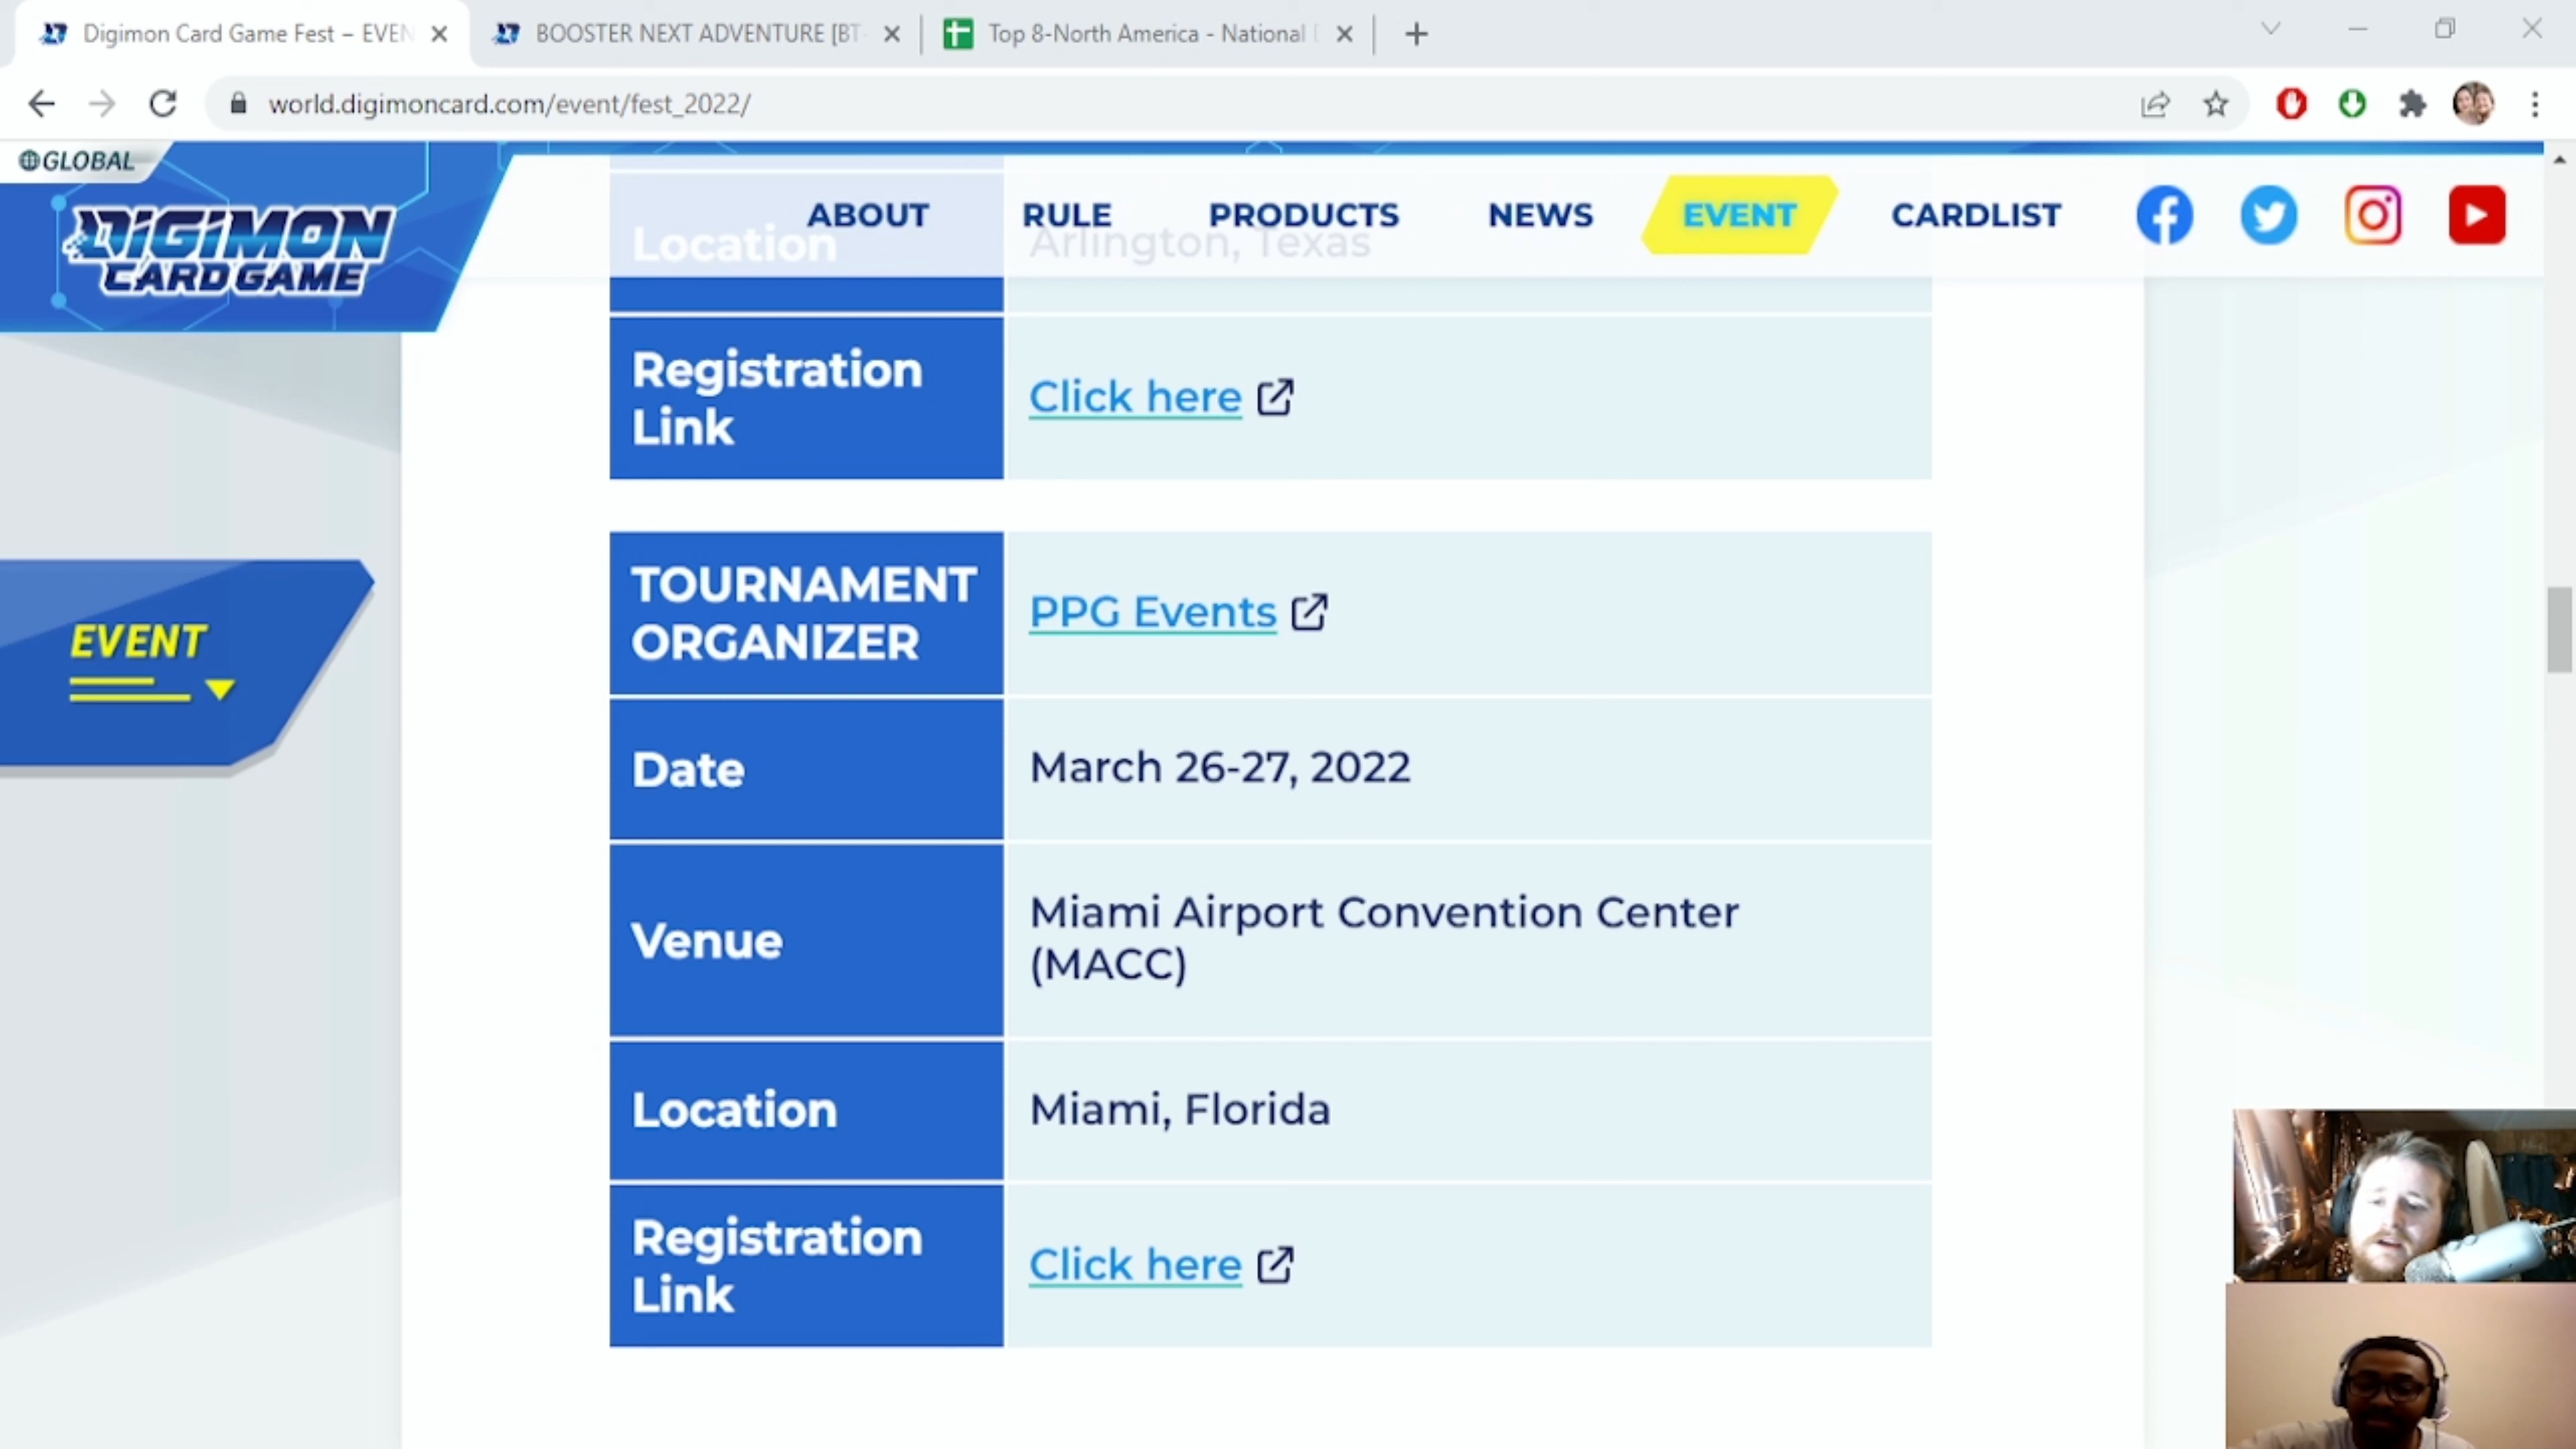 Digimon Card Game Fest – EVEN
BOOSTER NEXT ADVENTURE [BT-
Top 8-North America - National
world.digimoncard.com/event/fest_2022/
GLOBAL
DIGIMON
CARD GAME
ABOUT
RULE
PRODUCTS
NEWS
EVENT
CARDLIST
Location
Arlington, Texas
Registration
Link
Click here
EVENT
TOURNAMENT
ORGANIZER
PPG Events
Date
March 26-27, 2022
Venue
Miami Airport Convention Center
(MACC)
Location
Miami, Florida
Registration
Link
Click here